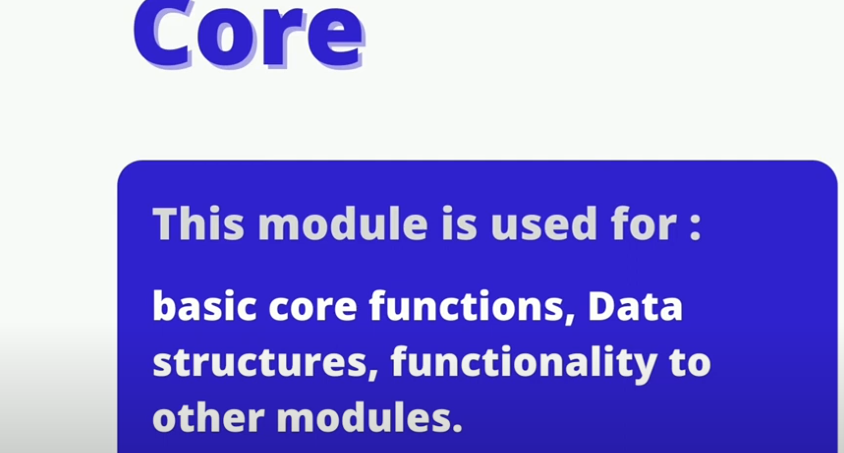 Core
This module is used for :
basic core functions, Data
structures, functionality to
other modules.